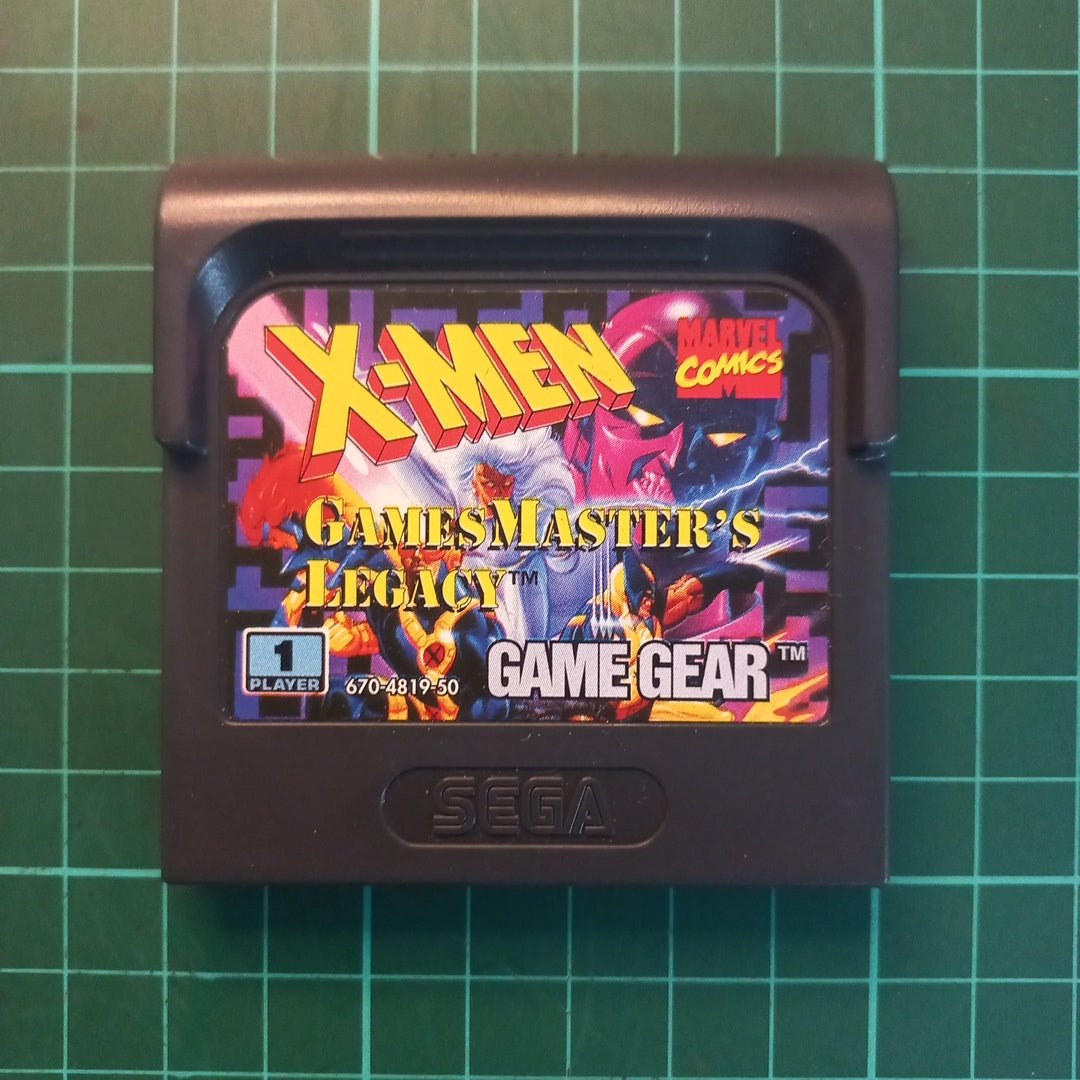 X-MEN
MARVEL
COMICS
GAMESMASTER'S
LEGACY™
1
PLAYER
670-4819-50
GAME GEAR™
SEGA